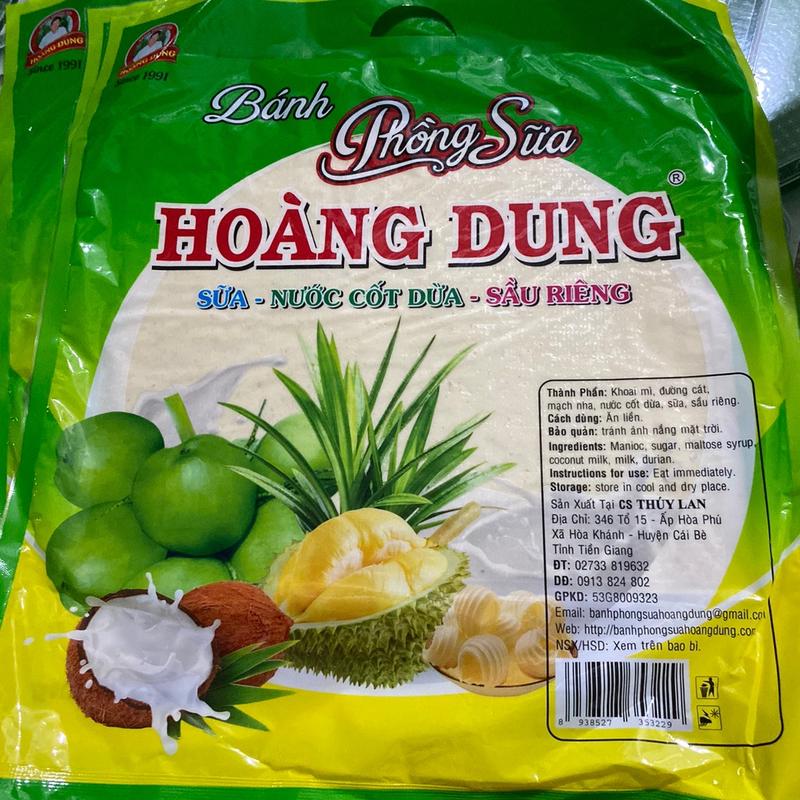 HOÀNG DUNG
Since 1991
HOÀNG DUNG
Since 1991
Bánh Phồng Sữa
®
HOÀNG DUNG
SỮA - NƯỚC CỐT DỪA - SẦU RIÊNG
Thành Phần: Khoai mì, đường cát,
mạch nha, nước cốt dừa, sữa, sầu riêng.
Cách dùng: Ăn liền.
Bảo quản: tránh ánh nắng mặt trời.
Ingredients: Manioc, sugar, maltose syrup,
coconut milk, milk, durian.
Instructions for use: Eat immediately.
Storage: store in cool and dry place.
Sản Xuất Tại CS THÚY LAN
Địa Chỉ: 346 Tổ 15 - Ấp Hòa Phú
Xã Hòa Khánh - Huyện Cái Bè
Tỉnh Tiền Giang
ĐT: 02733 819632
DĐ: 0913 824 802
GPKD: 53G8009323
Email: banhphongsuahoangdung@gmail.co
Web: http://banhphongsuahoangdung.com
NSX/HSD: Xem trên bao bì.
8 938527 353229